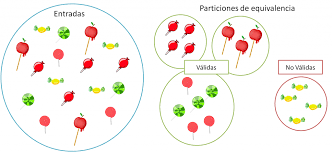 Entradas
Particiones de equivalencia
Válidas
No Válidas